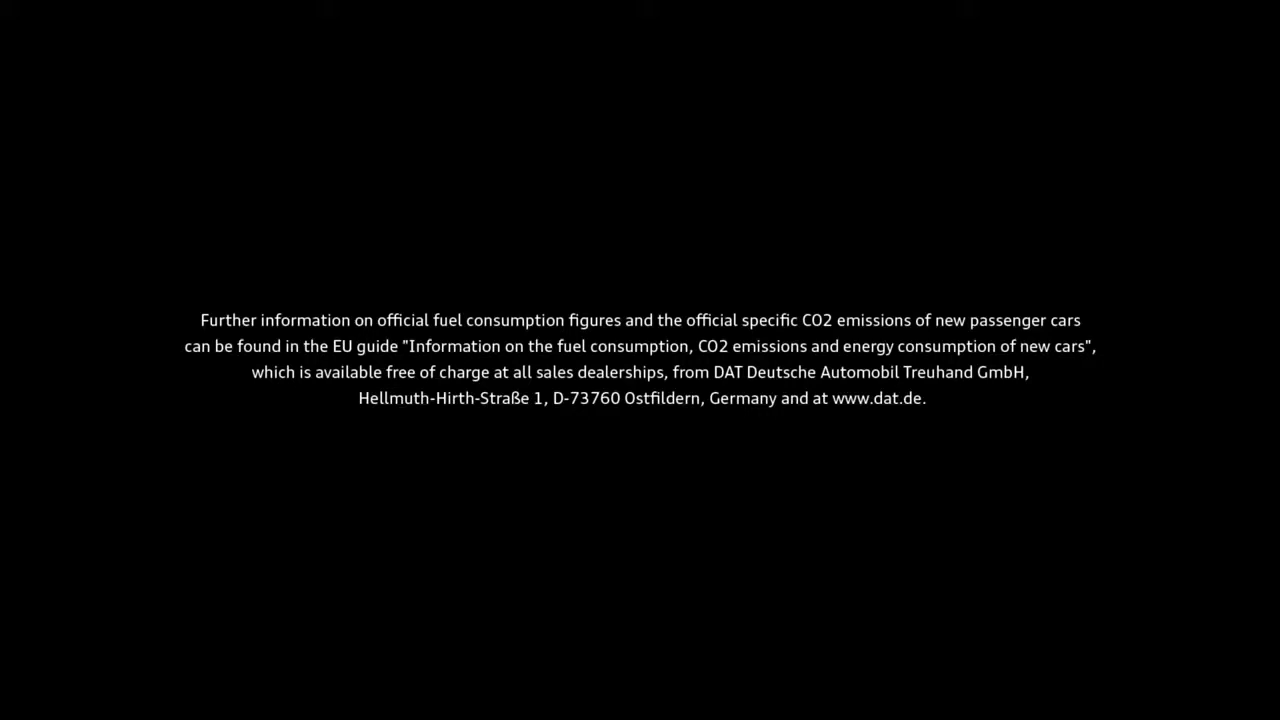 Further information on official fuel consumption figures and the official specific CO2 emissions of new passenger cars
can be found in the EU guide "Information on the fuel consumption, CO2 emissions and energy consumption of new cars",
which is available free of charge at all sales dealerships, from DAT Deutsche Automobil Treuhand GmbH,
Hellmuth-Hirth-Straße 1, D-73760 Ostfildern, Germany and at www.dat.de.